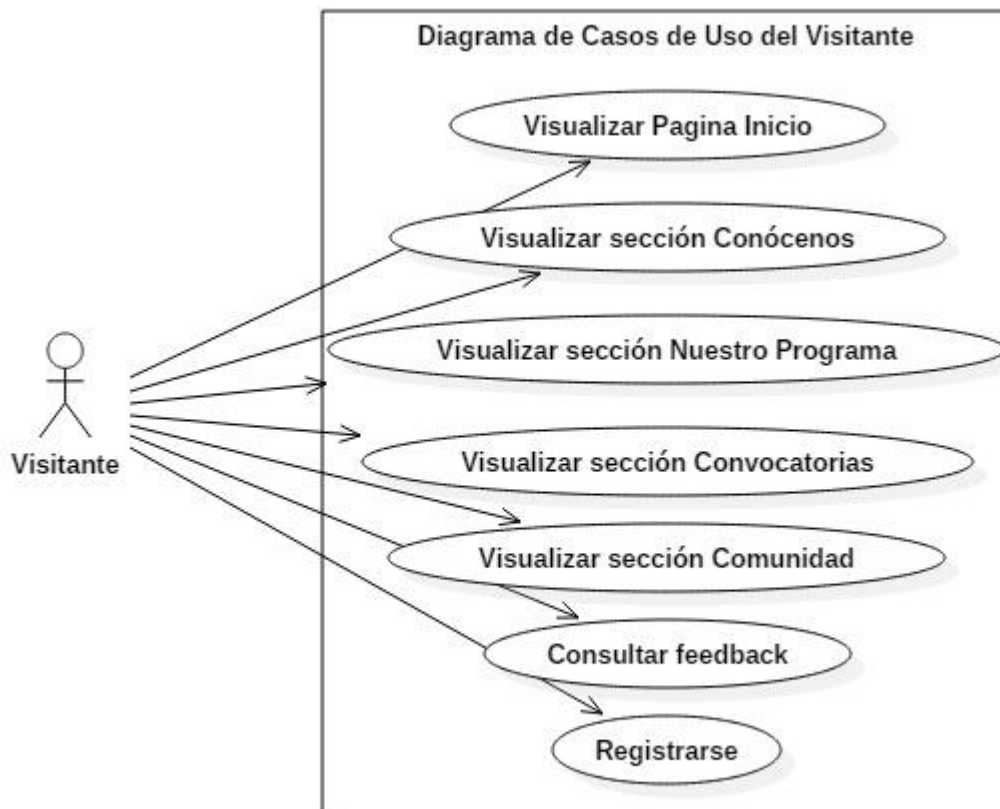 Diagrama de Casos de Uso del Visitante
Visualizar Pagina Inicio
Visualizar sección Conócenos
Visualizar sección Nuestro Programa
Visitante
Visualizar sección Convocatorias
Visualizar sección Comunidad
Consultar feedback
Registrarse